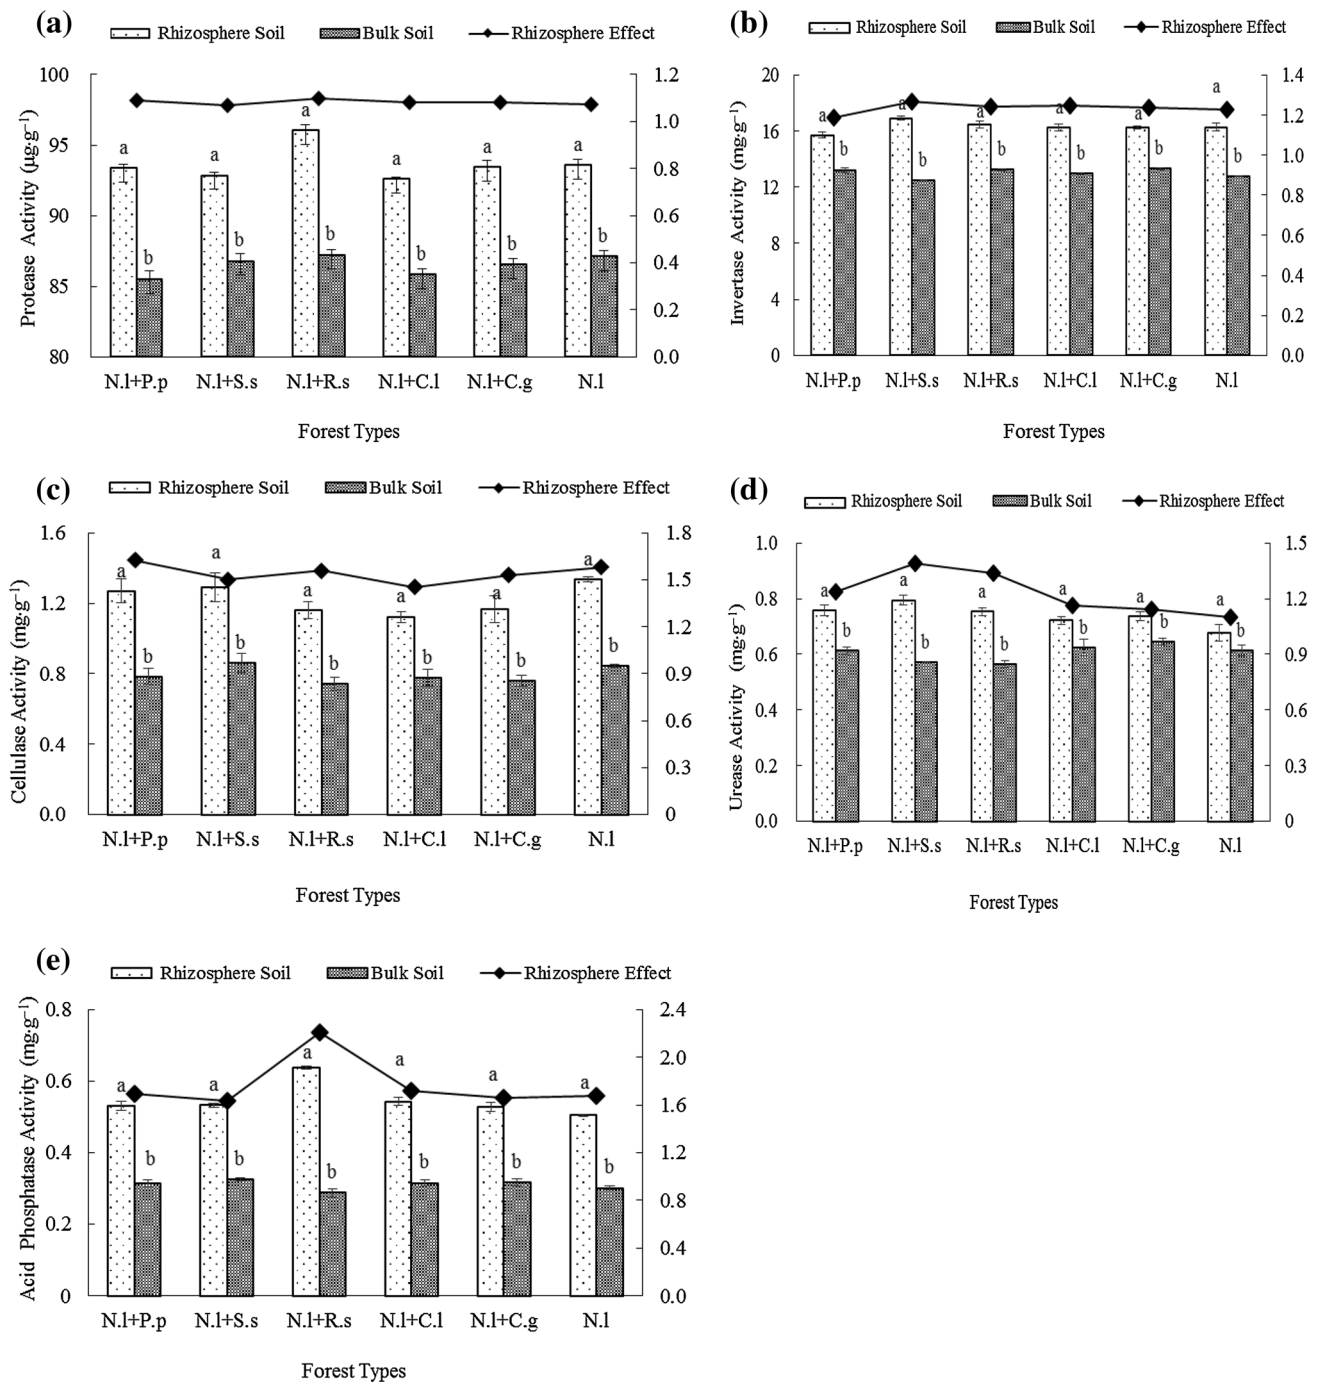 (a)
Rhizosphere Soil Bulk Soil Rhizosphere Effect
Protease Activity (μg·g⁻¹)
100
95
90
85
80
1.2
1.0
0.8
0.6
0.4
0.2
0.0
a a a a a a
b b b b b b
N.l+P.p N.l+S.s N.l+R.s N.l+C.l N.l+C.g N.l
Forest Types
(b)
Rhizosphere Soil Bulk Soil Rhizosphere Effect
Invertase Activity (mg·g⁻¹)
20
16
12
8
4
0
1.4
1.2
1.0
0.8
0.6
0.4
0.2
0.0
a a a a a a
b b b b b b
N.l+P.p N.l+S.s N.l+R.s N.l+C.l N.l+C.g N.l
Forest Types
(c)
Rhizosphere Soil Bulk Soil Rhizosphere Effect
Cellulase Activity (mg·g⁻¹)
1.6
1.2
0.8
0.4
0.0
1.8
1.5
1.2
0.9
0.6
0.3
0
a a a a a a
b b b b b b
N.l+P.p N.l+S.s N.l+R.s N.l+C.l N.l+C.g N.l
Forest Types
(d)
Rhizosphere Soil Bulk Soil Rhizosphere Effect
Urease Activity (mg·g⁻¹)
1.0
0.8
0.6
0.4
0.2
0.0
1.5
1.2
0.9
0.6
0.3
0
a a a a a a
b b b b b b
N.l+P.p N.l+S.s N.l+R.s N.l+C.l N.l+C.g N.l
Forest Types
(e)
Rhizosphere Soil Bulk Soil Rhizosphere Effect
Acid Phosphatase Activity (mg·g⁻¹)
0.8
0.6
0.4
0.2
0
2.4
2.0
1.6
1.2
0.8
0.4
0.0
a a a a a a
b b b b b b
N.l+P.p N.l+S.s N.l+R.s N.l+C.l N.l+C.g N.l
Forest Types